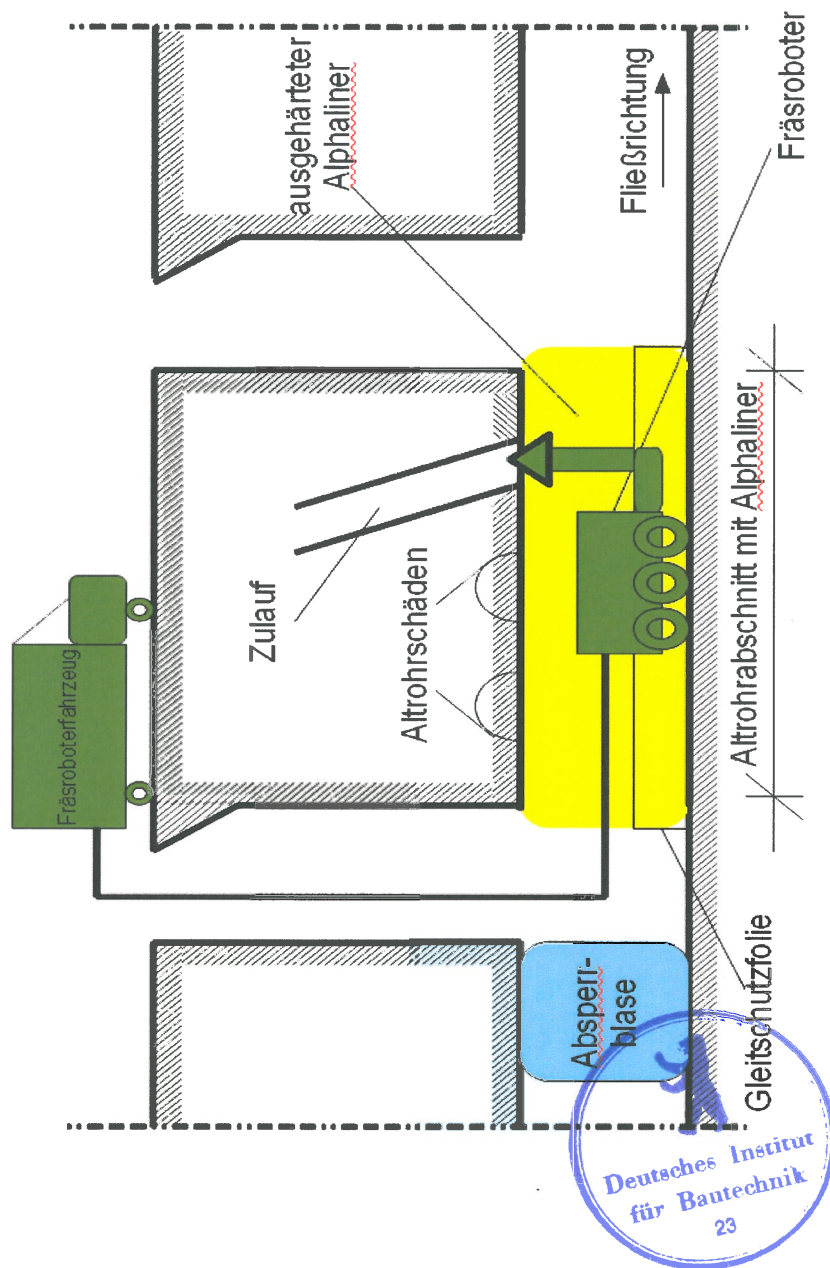 Fräsroboterfahrzeug
Zulauf
Altrohrschäden
ausgehärteter
Alphaliner
Absperr-
blase
Fließrichtung
Gleitschutzfolie
Altrohrabschnitt mit Alphaliner
Fräsroboter
Deutsches Institut
für Bautechnik
23